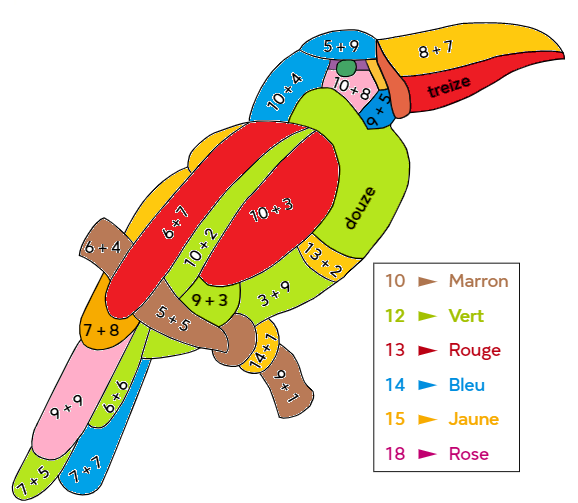 5 + 9
8 + 7
10 + 4
10 + 8
treize
9 + 5
douze
6 + 7
10 + 3
10 + 2
6 + 4
13 + 2
9 + 3
3 + 9
5 + 5
7 + 8
14 + 1
9 + 1
9 + 9
6 + 6
7 + 5
7 + 7
10 ► Marron
12 ► Vert
13 ► Rouge
14 ► Bleu
15 ► Jaune
18 ► Rose